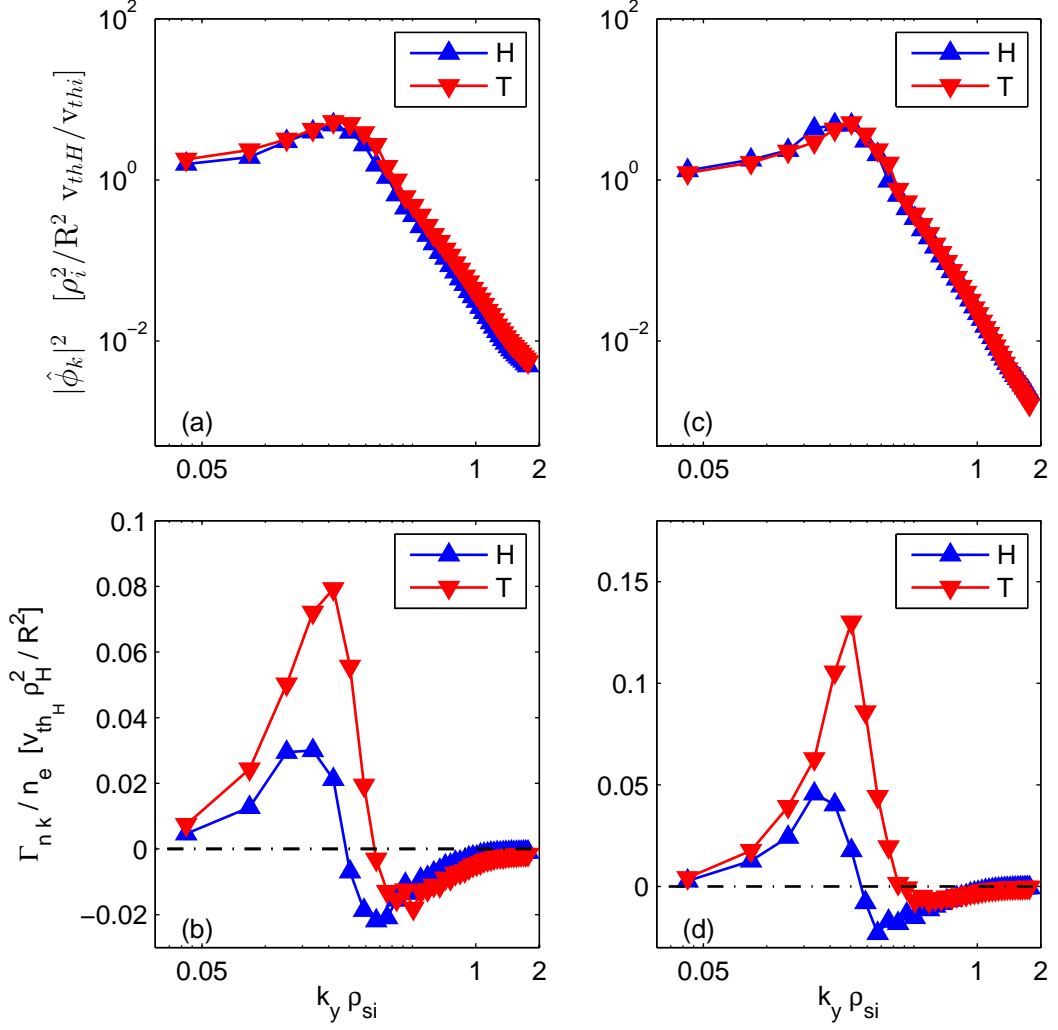 10^2
10^0
10^-2
|φ̂_k|^2 [ρ_i^2/R^2 v_thH/v_thi]
H
T
(a)
0.05
1
2
10^2
10^0
10^-2
H
T
(c)
0.05
1
2
0.1
0.08
0.06
0.04
0.02
0
−0.02
Γ_n k / n_e [v_th_H ρ_H^2 / R^2]
H
T
(b)
0.05
1
2
k_y ρ_si
0.15
0.1
0.05
0
H
T
(d)
0.05
1
2
k_y ρ_si